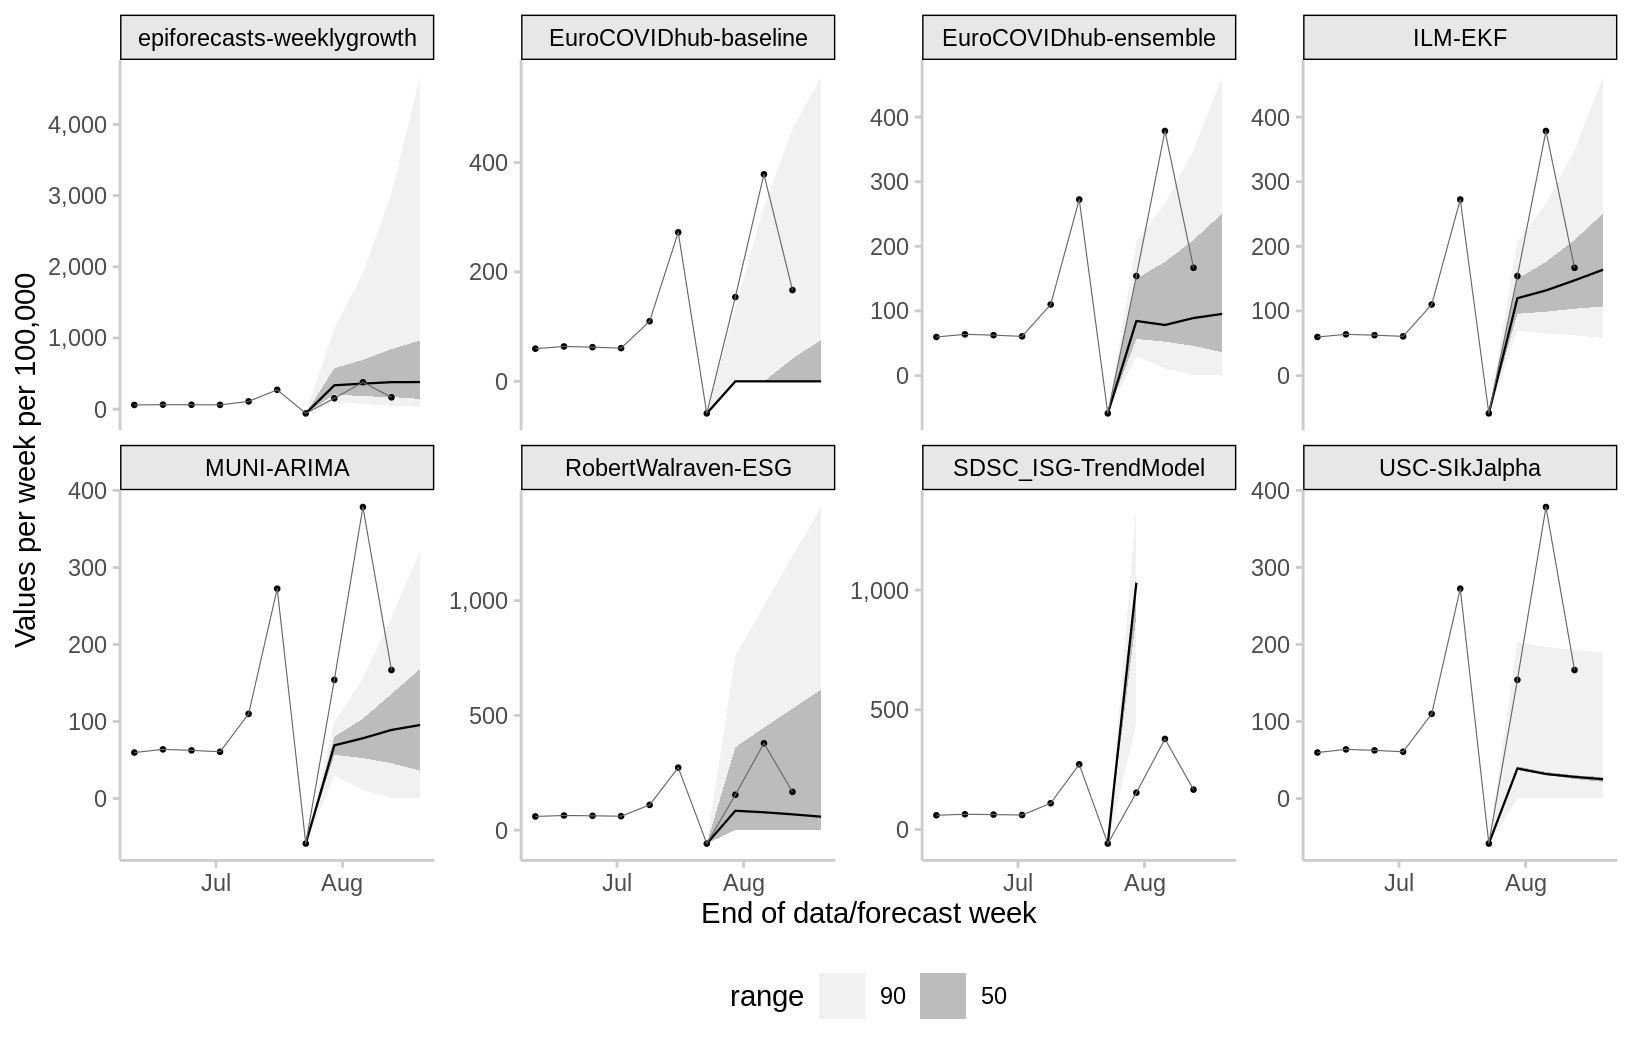 epiforecasts-weeklygrowth
EuroCOVIDhub-baseline
EuroCOVIDhub-ensemble
ILM-EKF
4,000
3,000
2,000
1,000
0
400
200
0
400
300
200
100
0
400
300
200
100
0
MUNI-ARIMA
RobertWalraven-ESG
SDSC_ISG-TrendModel
USC-SIkJalpha
400
300
200
100
0
1,000
500
0
1,000
500
0
400
300
200
100
0
Values per week per 100,000
Jul Aug
Jul Aug
Jul Aug
Jul Aug
End of data/forecast week
range 90 50